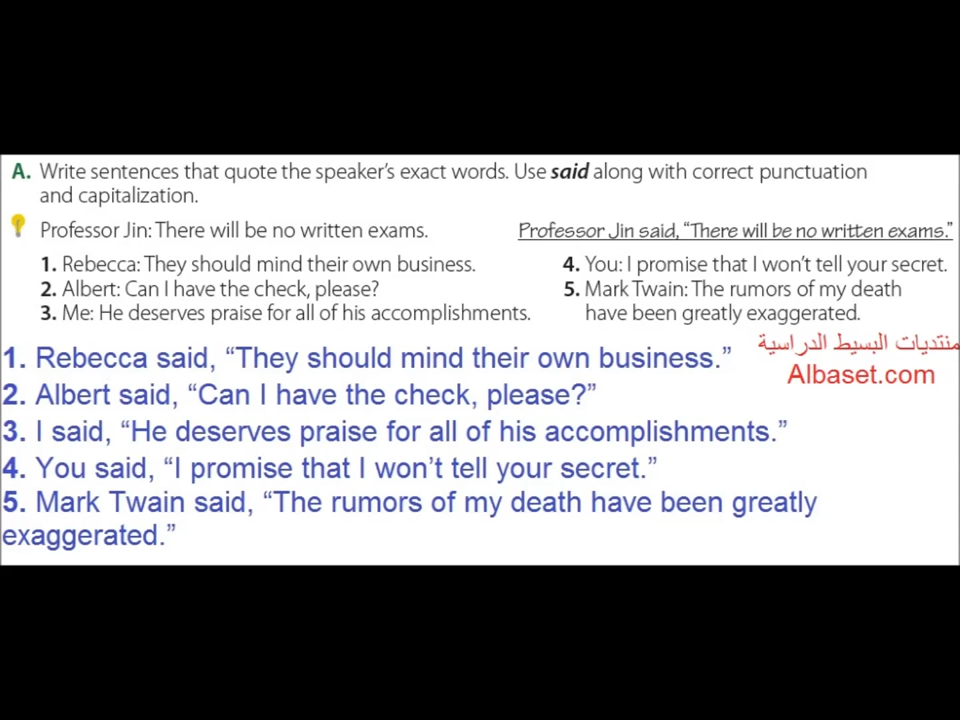 A. Write sentences that quote the speaker's exact words. Use said along with correct punctuation
and capitalization.
Professor Jin: There will be no written exams. Professor Jin said, “There will be no written exams.”
1. Rebecca: They should mind their own business.
2. Albert: Can I have the check, please?
3. Me: He deserves praise for all of his accomplishments.
4. You: I promise that I won't tell your secret.
5. Mark Twain: The rumors of my death
have been greatly exaggerated.
منتديات البسيط الدراسية
Albaset.com
1. Rebecca said, “They should mind their own business.”
2. Albert said, “Can I have the check, please?”
3. I said, “He deserves praise for all of his accomplishments.”
4. You said, “I promise that I won't tell your secret.”
5. Mark Twain said, “The rumors of my death have been greatly
exaggerated.”